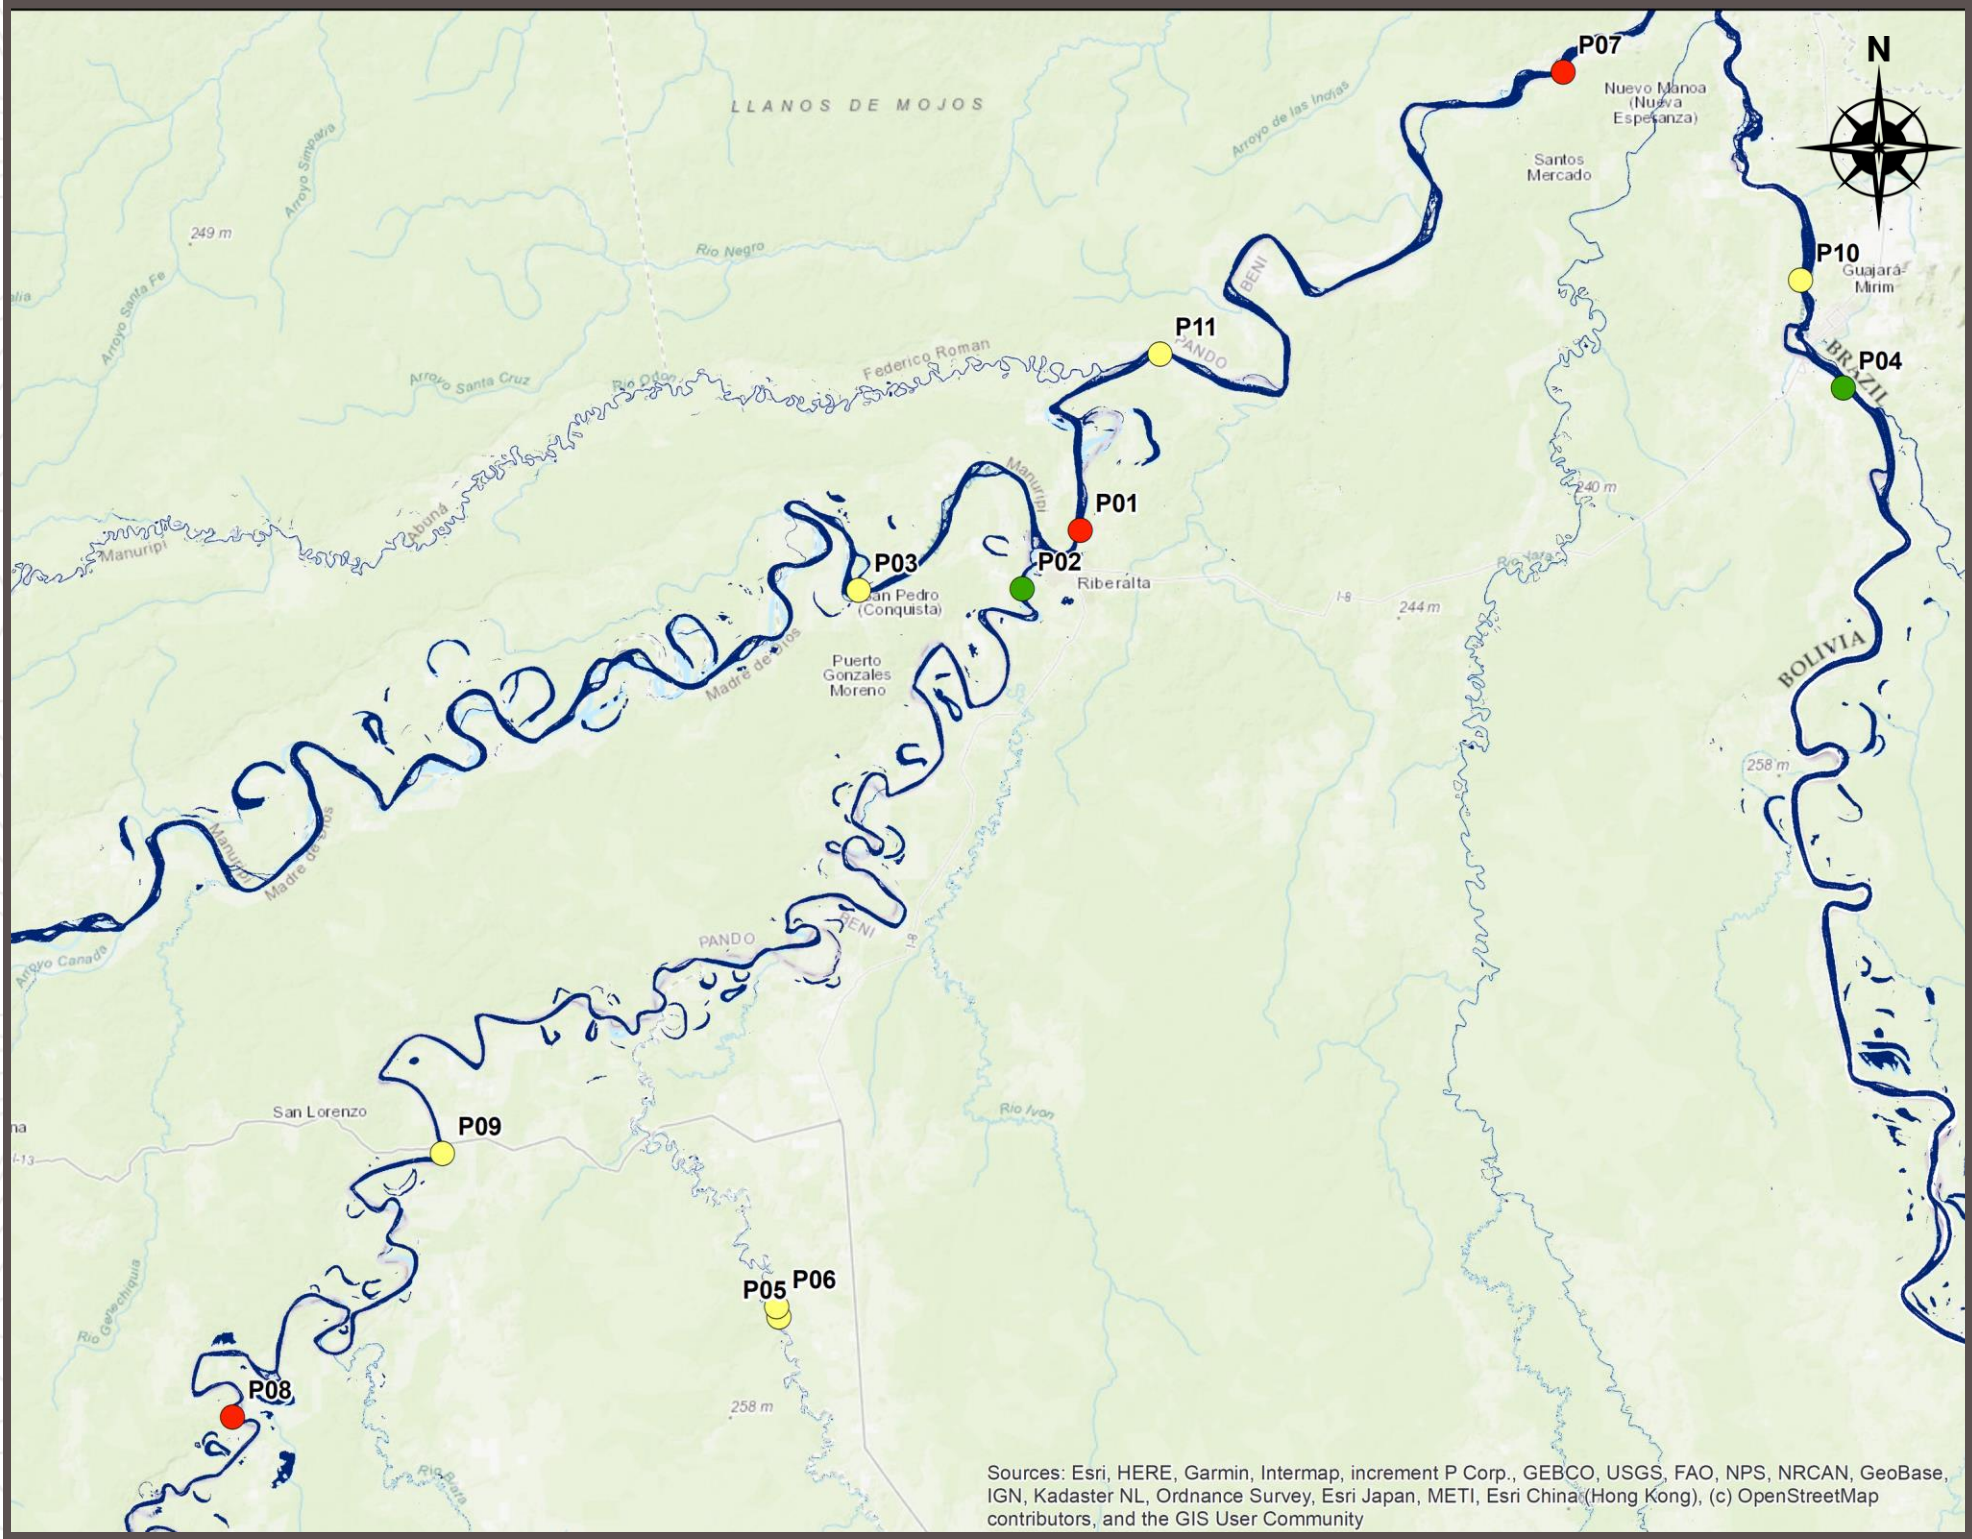 P07
N
Nuevo Manoa
(Nueva
Esperanza)
LLANOS DE MOJOS
Arroyo de las Indias
Arroyo Simpatia
Santos
Mercado
249 m
Rio Negro
P10
Guajará-
Mirim
BENI
Arroyo Santa Fe
P11
PANDO
Federico Roman
BRAZIL
P04
Arroyo Santa Cruz
Rio Orton
Manuripi
240 m
P01
Abuná
Manuripi
P03
P02
Rio Yata
Riberalta
San Pedro
(Conquista)
I-8
244 m
Madre de Dios
Puerto
Gonzales
Moreno
BOLIVIA
258 m
Manuripi
Madre de Dios
BENI
PANDO
I-8
Arroyo Canada
San Lorenzo
Rio Ivon
na
I-13
P09
P05
P06
Rio Genechiquia
P08
258 m
Rio Biata
Sources: Esri, HERE, Garmin, Intermap, increment P Corp., GEBCO, USGS, FAO, NPS, NRCAN, GeoBase,
IGN, Kadaster NL, Ordnance Survey, Esri Japan, METI, Esri China (Hong Kong), (c) OpenStreetMap
contributors, and the GIS User Community